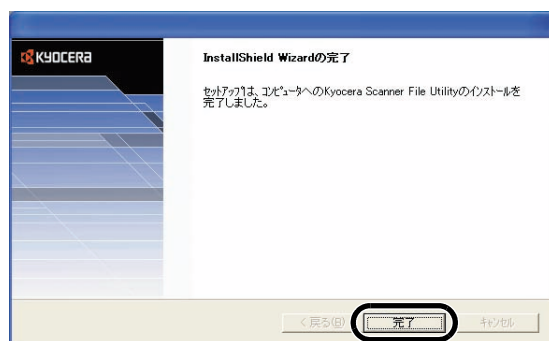 KYOCERA
InstallShield Wizardの完了
セットアップは、コンピュータへのKyocera Scanner File Utilityのインストールを
完了しました。
< 戻る(B)
完了
キャンセル